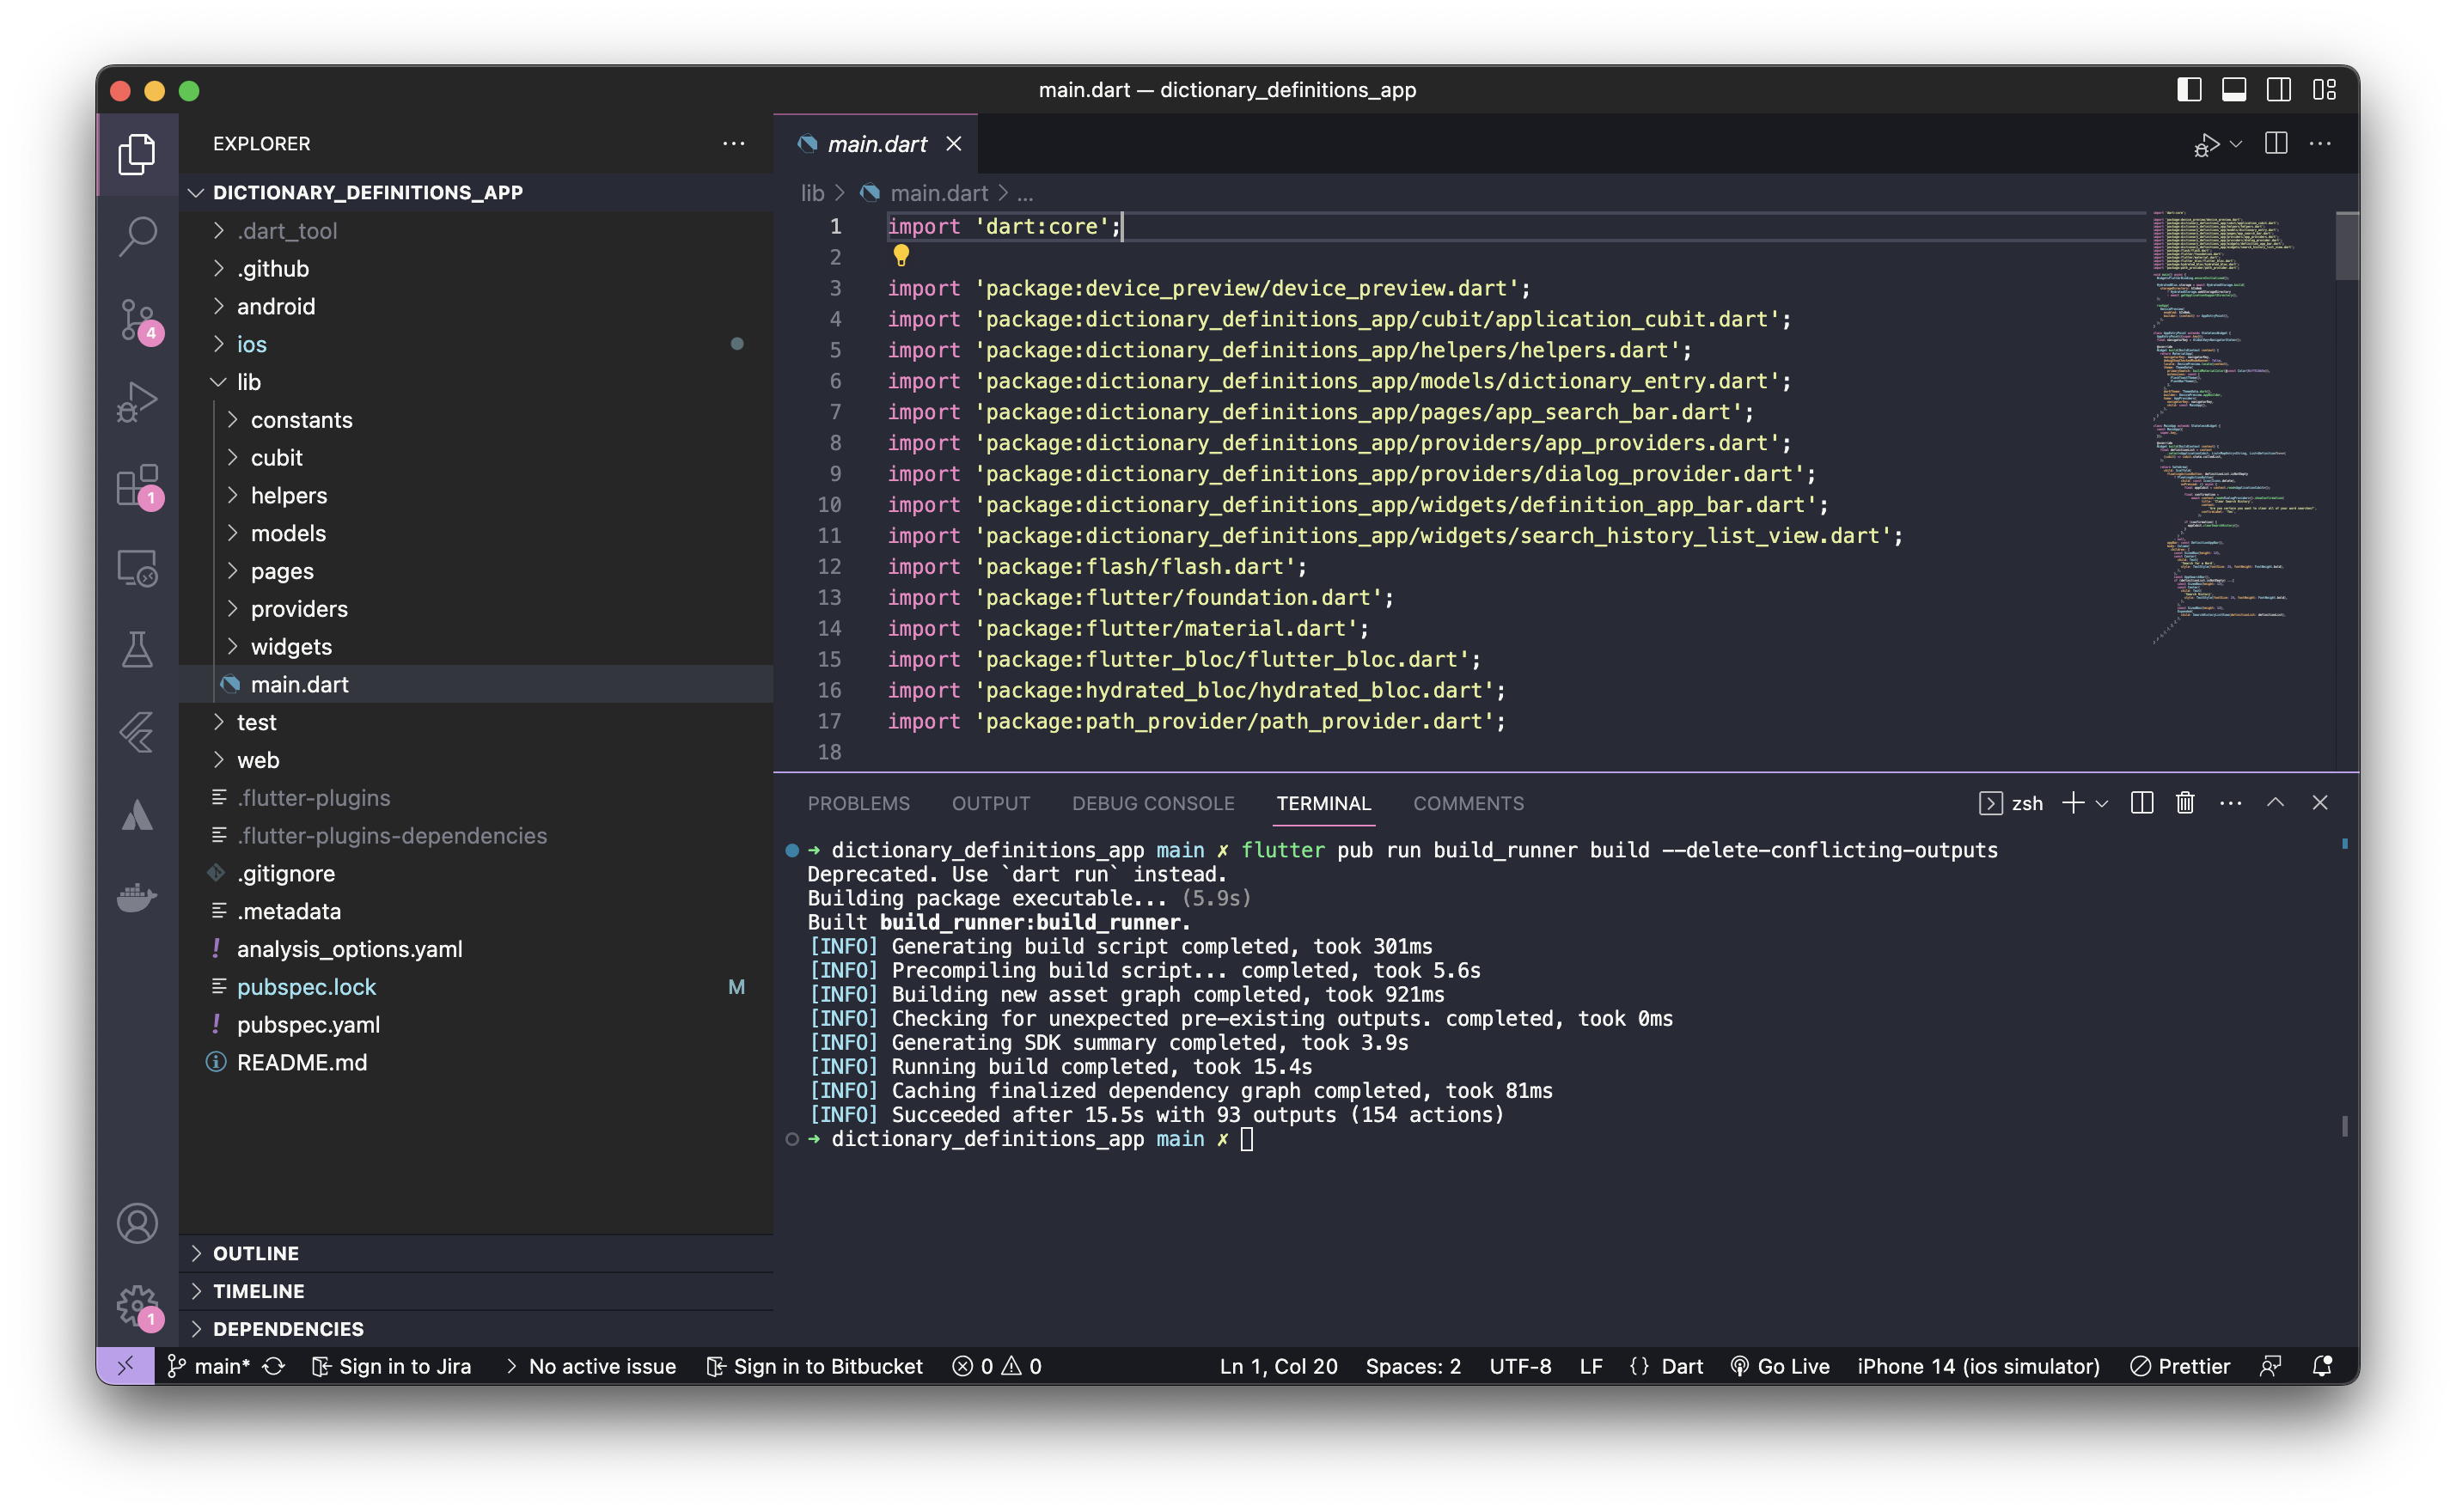 main.dart — dictionary_definitions_app
EXPLORER
DICTIONARY_DEFINITIONS_APP
.dart_tool
.github
android
ios
lib
constants
cubit
helpers
models
pages
providers
widgets
main.dart
test
web
.flutter-plugins
.flutter-plugins-dependencies
.gitignore
.metadata
! analysis_options.yaml
pubspec.lock M
! pubspec.yaml
README.md
OUTLINE
TIMELINE
DEPENDENCIES
4
1
1
main.dart
lib > main.dart > ...
1 import 'dart:core';
2
3 import 'package:device_preview/device_preview.dart';
4 import 'package:dictionary_definitions_app/cubit/application_cubit.dart';
5 import 'package:dictionary_definitions_app/helpers/helpers.dart';
6 import 'package:dictionary_definitions_app/models/dictionary_entry.dart';
7 import 'package:dictionary_definitions_app/pages/app_search_bar.dart';
8 import 'package:dictionary_definitions_app/providers/app_providers.dart';
9 import 'package:dictionary_definitions_app/providers/dialog_provider.dart';
10 import 'package:dictionary_definitions_app/widgets/definition_app_bar.dart';
11 import 'package:dictionary_definitions_app/widgets/search_history_list_view.dart';
12 import 'package:flash/flash.dart';
13 import 'package:flutter/foundation.dart';
14 import 'package:flutter/material.dart';
15 import 'package:flutter_bloc/flutter_bloc.dart';
16 import 'package:hydrated_bloc/hydrated_bloc.dart';
17 import 'package:path_provider/path_provider.dart';
18
PROBLEMS OUTPUT DEBUG CONSOLE TERMINAL COMMENTS zsh
➜ dictionary_definitions_app main ✗ flutter pub run build_runner build --delete-conflicting-outputs
Deprecated. Use `dart run` instead.
Building package executable... (5.9s)
Built build_runner:build_runner.
[INFO] Generating build script completed, took 301ms
[INFO] Precompiling build script... completed, took 5.6s
[INFO] Building new asset graph completed, took 921ms
[INFO] Checking for unexpected pre-existing outputs. completed, took 0ms
[INFO] Generating SDK summary completed, took 3.9s
[INFO] Running build completed, took 15.4s
[INFO] Caching finalized dependency graph completed, took 81ms
[INFO] Succeeded after 15.5s with 93 outputs (154 actions)
➜ dictionary_definitions_app main ✗
main* Sign in to Jira > No active issue Sign in to Bitbucket 0 0 Ln 1, Col 20 Spaces: 2 UTF-8 LF {} Dart Go Live iPhone 14 (ios simulator) Prettier